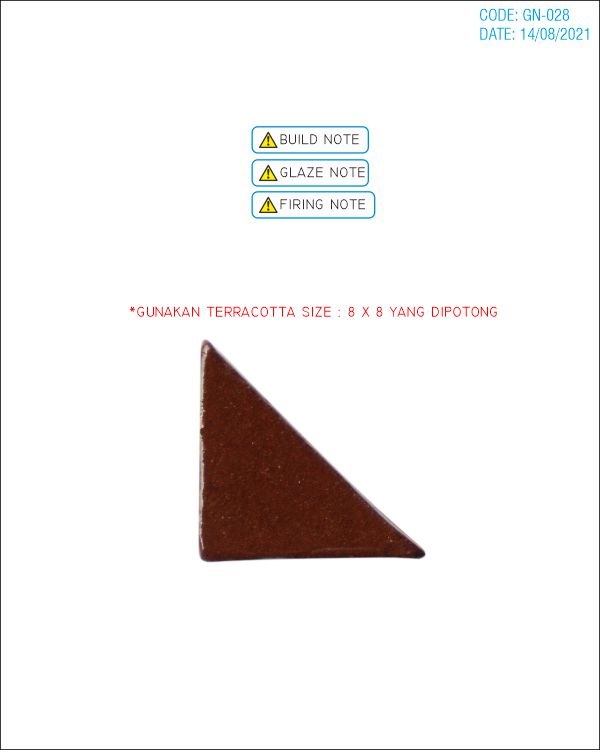 CODE: GN-028
DATE: 14/08/2021
BUILD NOTE
GLAZE NOTE
FIRING NOTE
*GUNAKAN TERRACOTTA SIZE : 8 X 8 YANG DIPOTONG